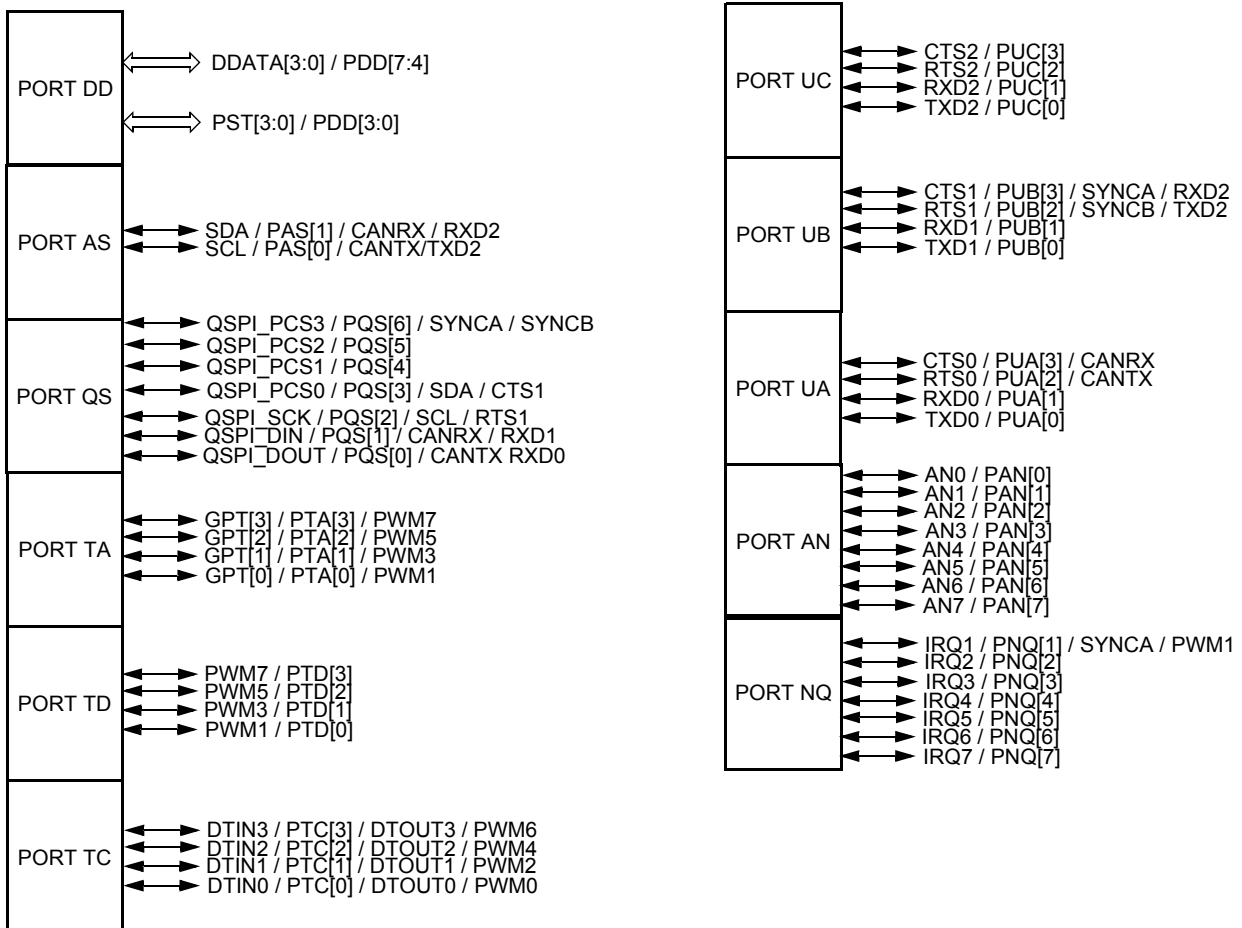 PORT DD
DDATA[3:0] / PDD[7:4]
PST[3:0] / PDD[3:0]
PORT AS
SDA / PAS[1] / CANRX / RXD2
SCL / PAS[0] / CANTX/TXD2
PORT QS
QSPI_PCS3 / PQS[6] / SYNCA / SYNCB
QSPI_PCS2 / PQS[5]
QSPI_PCS1 / PQS[4]
QSPI_PCS0 / PQS[3] / SDA / CTS1
QSPI_SCK / PQS[2] / SCL / RTS1
QSPI_DIN / PQS[1] / CANRX / RXD1
QSPI_DOUT / PQS[0] / CANTX RXD0
PORT TA
GPT[3] / PTA[3] / PWM7
GPT[2] / PTA[2] / PWM5
GPT[1] / PTA[1] / PWM3
GPT[0] / PTA[0] / PWM1
PORT TD
PWM7 / PTD[3]
PWM5 / PTD[2]
PWM3 / PTD[1]
PWM1 / PTD[0]
PORT TC
DTIN3 / PTC[3] / DTOUT3 / PWM6
DTIN2 / PTC[2] / DTOUT2 / PWM4
DTIN1 / PTC[1] / DTOUT1 / PWM2
DTIN0 / PTC[0] / DTOUT0 / PWM0
PORT UC
CTS2 / PUC[3]
RTS2 / PUC[2]
RXD2 / PUC[1]
TXD2 / PUC[0]
PORT UB
CTS1 / PUB[3] / SYNCA / RXD2
RTS1 / PUB[2] / SYNCB / TXD2
RXD1 / PUB[1]
TXD1 / PUB[0]
PORT UA
CTS0 / PUA[3] / CANRX
RTS0 / PUA[2] / CANTX
RXD0 / PUA[1]
TXD0 / PUA[0]
PORT AN
AN0 / PAN[0]
AN1 / PAN[1]
AN2 / PAN[2]
AN3 / PAN[3]
AN4 / PAN[4]
AN5 / PAN[5]
AN6 / PAN[6]
AN7 / PAN[7]
PORT NQ
IRQ1 / PNQ[1] / SYNCA / PWM1
IRQ2 / PNQ[2]
IRQ3 / PNQ[3]
IRQ4 / PNQ[4]
IRQ5 / PNQ[5]
IRQ6 / PNQ[6]
IRQ7 / PNQ[7]